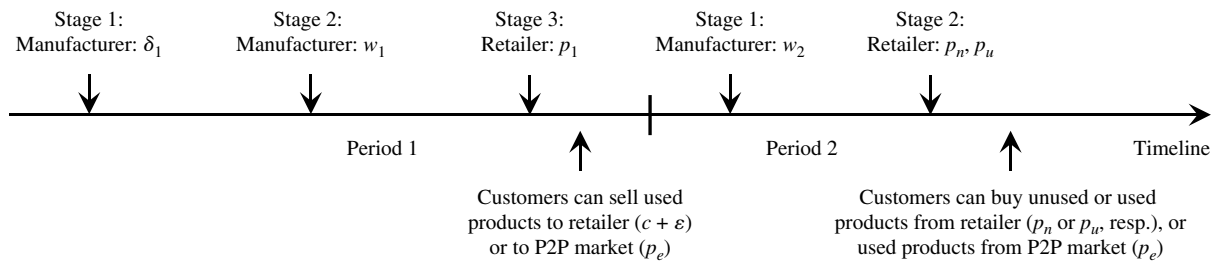 Stage 1:
Manufacturer: δ1
Stage 2:
Manufacturer: w1
Stage 3:
Retailer: p1
Stage 1:
Manufacturer: w2
Stage 2:
Retailer: pn, pu
Period 1
Period 2
Timeline
Customers can sell used
products to retailer (c + ε)
or to P2P market (pe)
Customers can buy unused or used
products from retailer (pn or pu, resp.), or
used products from P2P market (pe)